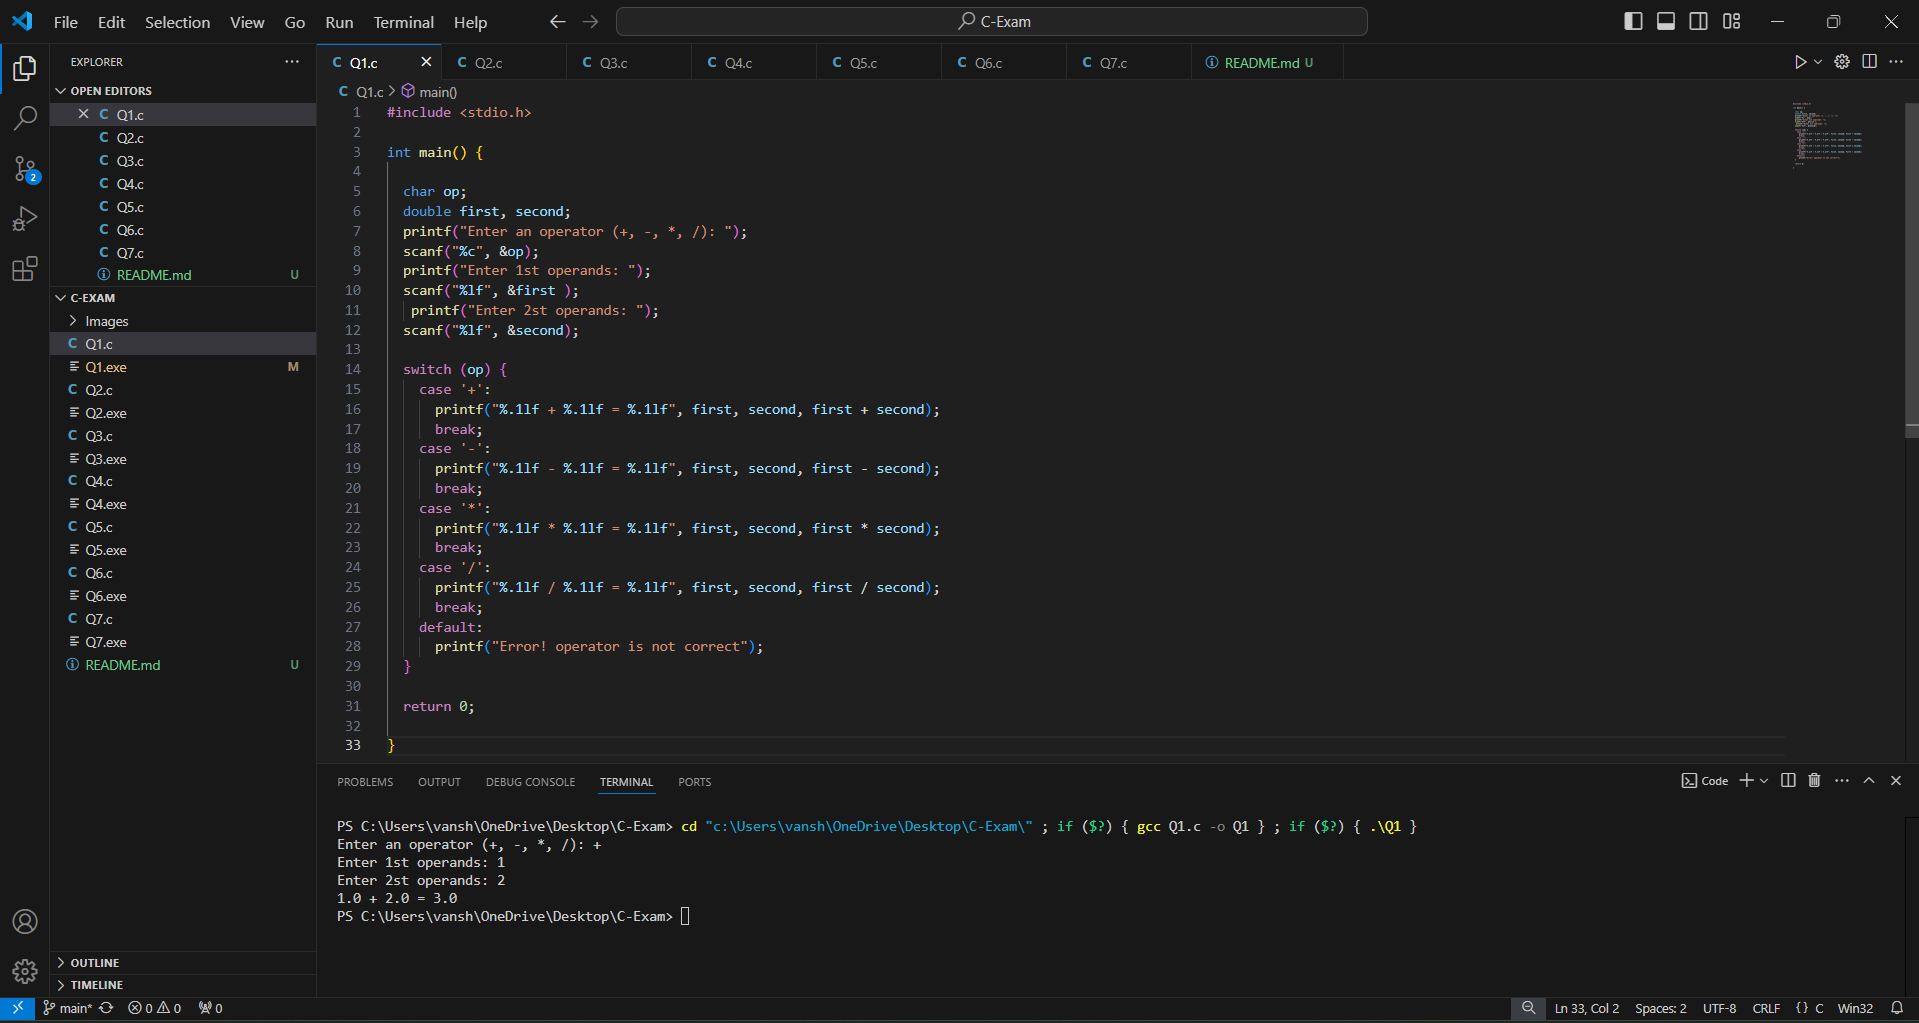 File Edit Selection View Go Run Terminal Help C-Exam
EXPLORER
OPEN EDITORS
Q1.c
Q2.c
Q3.c
Q4.c
Q5.c
Q6.c
Q7.c
README.md U
C-EXAM
Images
Q1.c
Q1.exe M
Q2.c
Q2.exe
Q3.c
Q3.exe
Q4.c
Q4.exe
Q5.c
Q5.exe
Q6.c
Q6.exe
Q7.c
Q7.exe
README.md U
OUTLINE
TIMELINE
2
C Q1.c C Q2.c C Q3.c C Q4.c C Q5.c C Q6.c C Q7.c README.md U
C Q1.c > main()
1 #include <stdio.h>
2
3 int main() {
4
5 char op;
6 double first, second;
7 printf("Enter an operator (+, -, *, /): ");
8 scanf("%c", &op);
9 printf("Enter 1st operands: ");
10 scanf("%lf", &first );
11 printf("Enter 2st operands: ");
12 scanf("%lf", &second);
13
14 switch (op) {
15 case '+':
16 printf("%.1lf + %.1lf = %.1lf", first, second, first + second);
17 break;
18 case '-':
19 printf("%.1lf - %.1lf = %.1lf", first, second, first - second);
20 break;
21 case '*':
22 printf("%.1lf * %.1lf = %.1lf", first, second, first * second);
23 break;
24 case '/':
25 printf("%.1lf / %.1lf = %.1lf", first, second, first / second);
26 break;
27 default:
28 printf("Error! operator is not correct");
29 }
30
31 return 0;
32
33 }
PROBLEMS OUTPUT DEBUG CONSOLE TERMINAL PORTS Code
PS C:\Users\vansh\OneDrive\Desktop\C-Exam> cd "c:\Users\vansh\OneDrive\Desktop\C-Exam\" ; if ($?) { gcc Q1.c -o Q1 } ; if ($?) { .\Q1 }
Enter an operator (+, -, *, /): +
Enter 1st operands: 1
Enter 2st operands: 2
1.0 + 2.0 = 3.0
PS C:\Users\vansh\OneDrive\Desktop\C-Exam>
main* 0 0 0 Ln 33, Col 2 Spaces: 2 UTF-8 CRLF {} C Win32